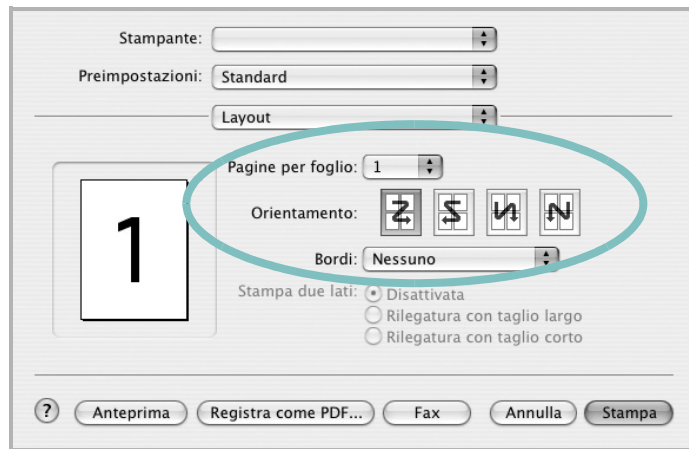 Stampante:
Preimpostazioni: Standard
Layout
Pagine per foglio: 1
1
Orientamento:
Bordi: Nessuno
Stampa due lati: Disattivata
Rilegatura con taglio largo
Rilegatura con taglio corto
? Anteprima Registra come PDF... Fax Annulla Stampa